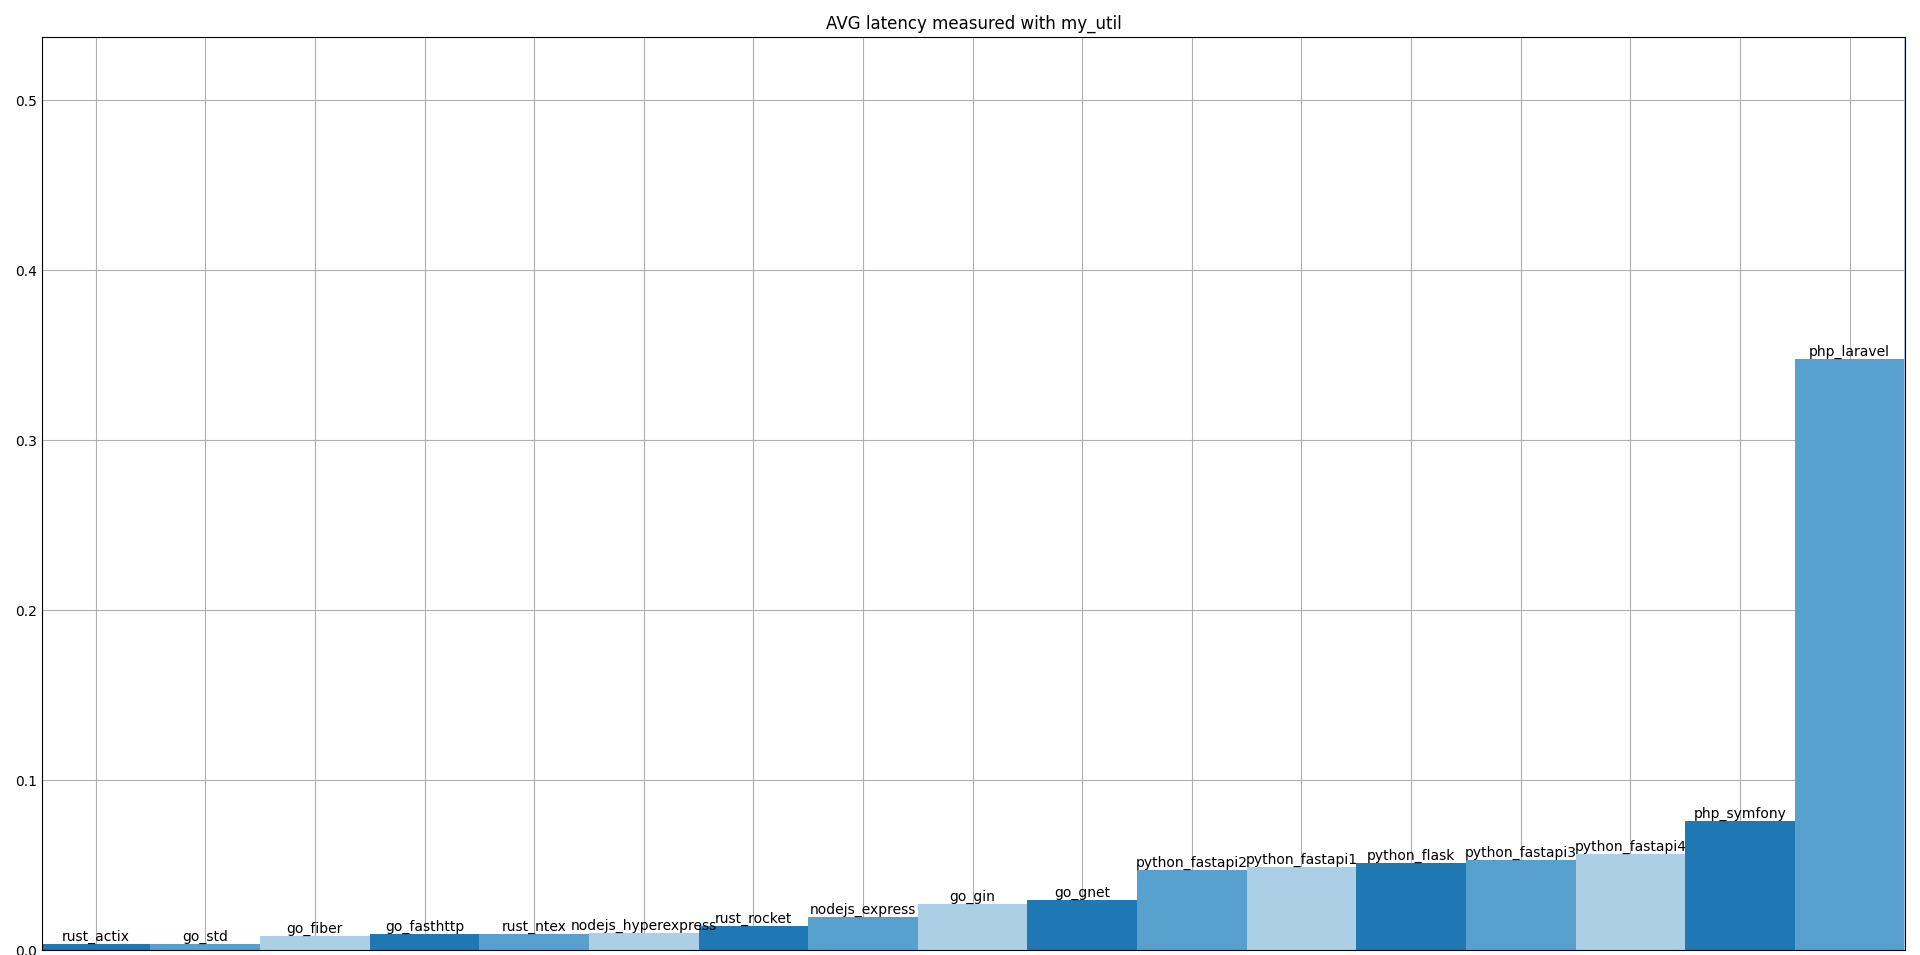 AVG latency measured with my_util
0.5
0.4
0.3
0.2
0.1
0.0
rust_actix
go_std
go_fiber
go_fasthttp
rust_ntex
nodejs_hyperexpress
rust_rocket
nodejs_express
go_gin
go_gnet
python_fastapi2
python_fastapi1
python_flask
python_fastapi3
python_fastapi4
php_symfony
php_laravel